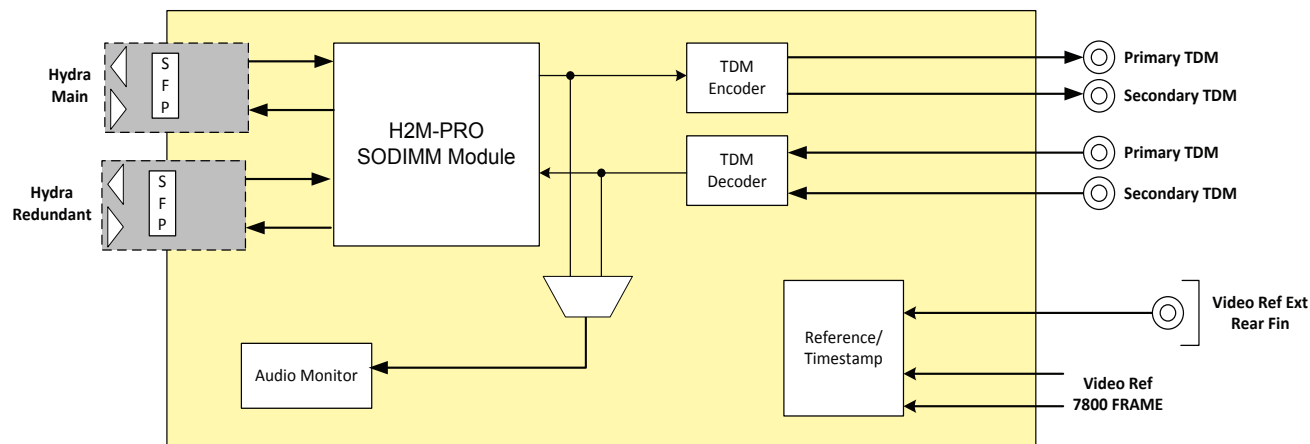 Hydra
Main
S
F
P
H2M-PRO
SODIMM Module
TDM
Encoder
Primary TDM
Secondary TDM
Hydra
Redundant
S
F
P
TDM
Decoder
Primary TDM
Secondary TDM
Video Ref Ext
Rear Fin
Reference/
Timestamp
Audio Monitor
Video Ref
7800 FRAME